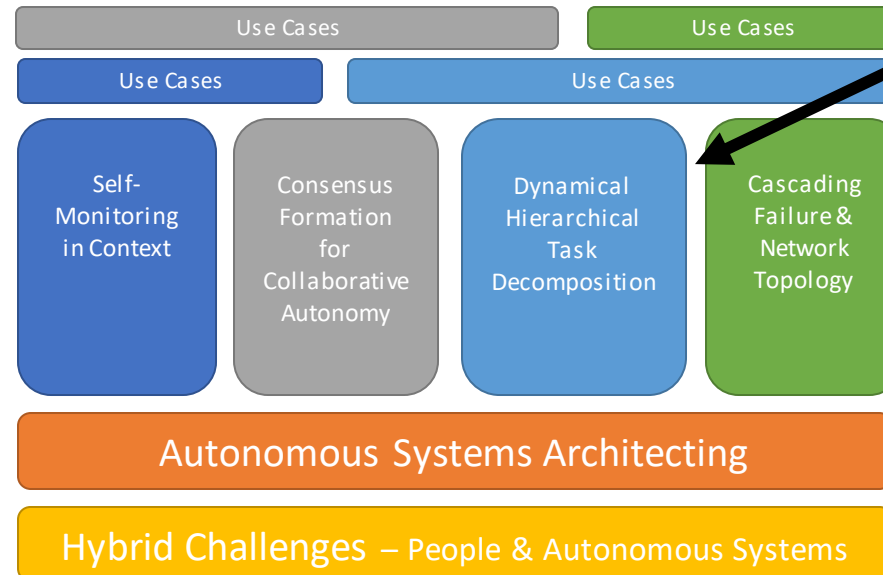 Use Cases
Use Cases
Use Cases
Use Cases
Self-
Monitoring
in Context
Consensus
Formation
for
Collaborative
Autonomy
Dynamical
Hierarchical
Task
Decomposition
Cascading
Failure &
Network
Topology
Autonomous Systems Architecting
Hybrid Challenges – People & Autonomous Systems